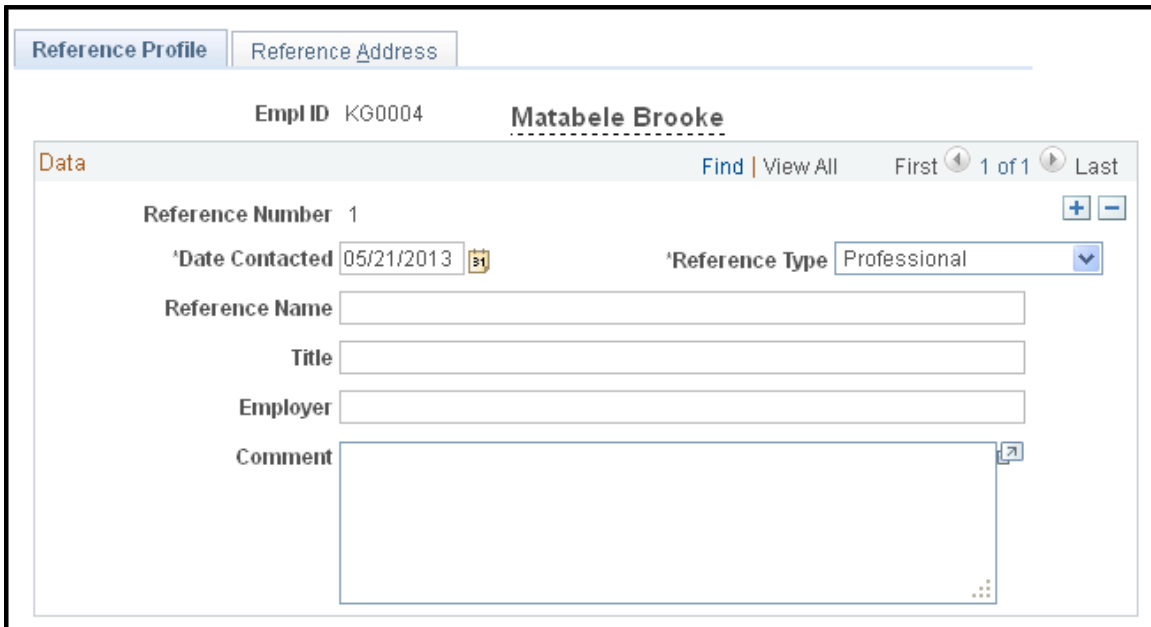 Reference Profile Reference Address
Empl ID KG0004 Matabele Brooke
Data Find | View All First 1 of 1 Last
Reference Number 1
*Date Contacted 05/21/2013 31 *Reference Type Professional
Reference Name
Title
Employer
Comment